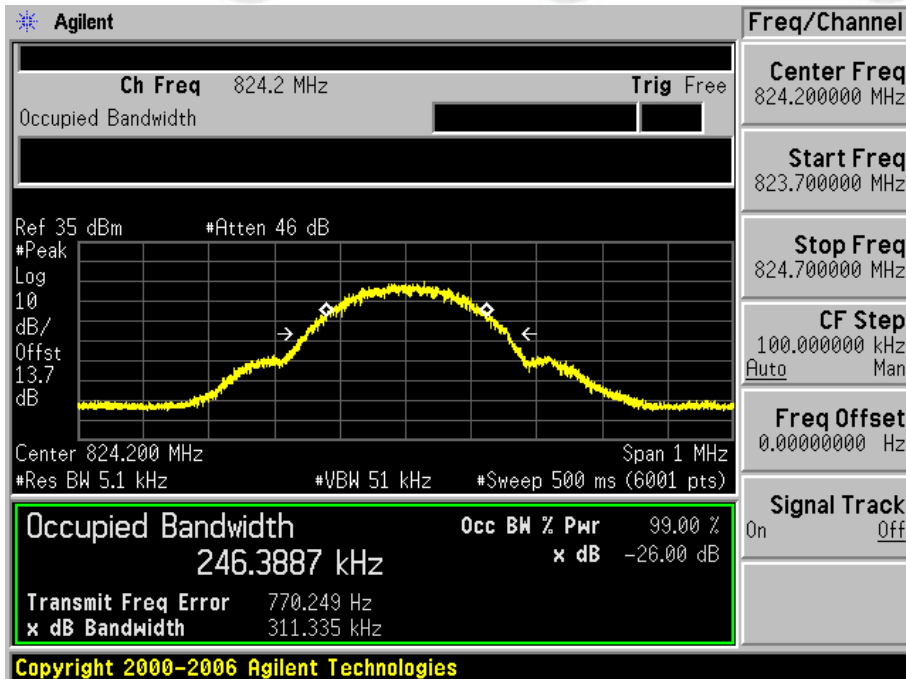 Agilent
Freq/Channel
Ch Freq 824.2 MHz Trig Free
Occupied Bandwidth
Center Freq
824.200000 MHz
Start Freq
823.700000 MHz
Stop Freq
824.700000 MHz
CF Step
100.000000 kHz
Auto Man
Freq Offset
0.00000000 Hz
Signal Track
On Off
Ref 35 dBm #Atten 46 dB
#Peak
Log
10
dB/
Offst
13.7
dB
Center 824.200 MHz Span 1 MHz
#Res BW 5.1 kHz #VBW 51 kHz #Sweep 500 ms (6001 pts)
Occupied Bandwidth Occ BW % Pwr 99.00 %
246.3887 kHz x dB -26.00 dB
Transmit Freq Error 770.249 Hz
x dB Bandwidth 311.335 kHz
Copyright 2000-2006 Agilent Technologies